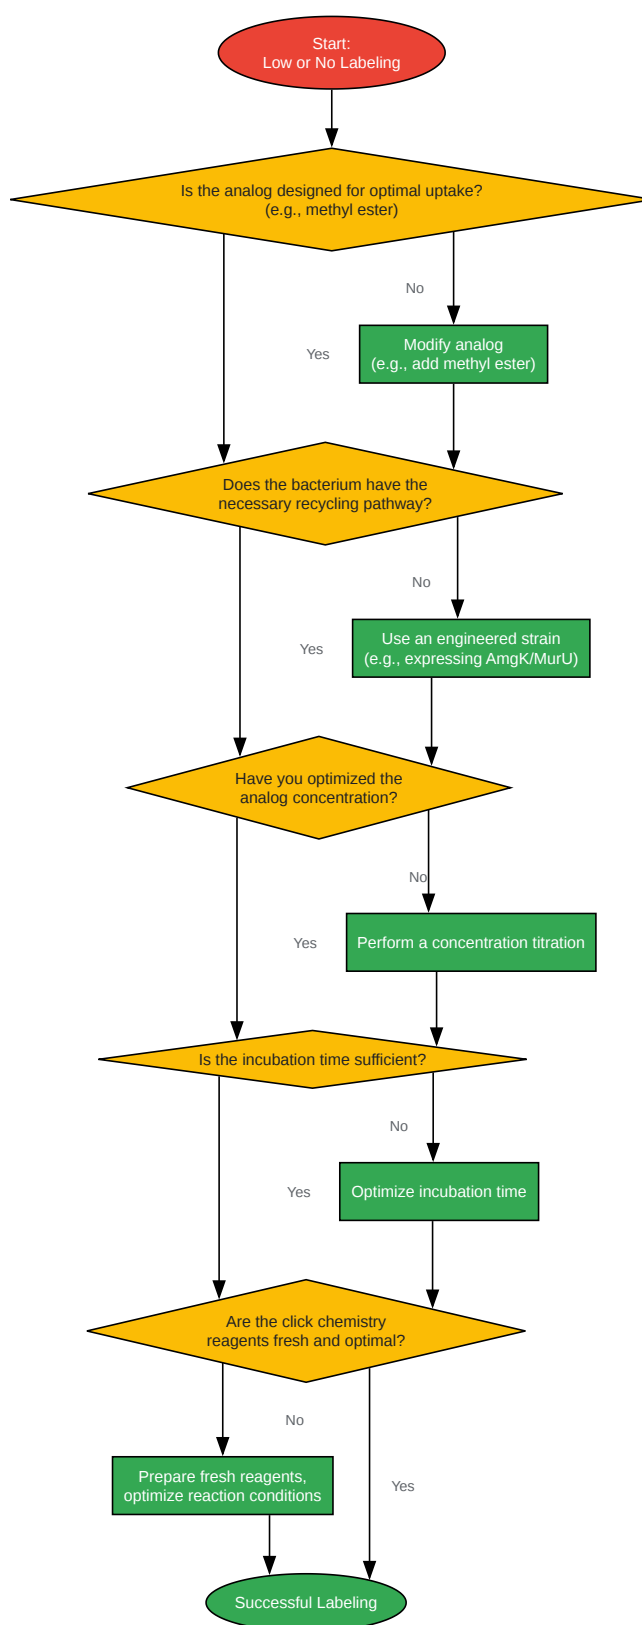 Start:
Low or No Labeling
Is the analog designed for optimal uptake?
(e.g., methyl ester)
No
Yes
Modify analog
(e.g., add methyl ester)
Does the bacterium have the
necessary recycling pathway?
No
Yes
Use an engineered strain
(e.g., expressing AmgK/MurU)
Have you optimized the
analog concentration?
No
Yes
Perform a concentration titration
Is the incubation time sufficient?
No
Yes
Optimize incubation time
Are the click chemistry
reagents fresh and optimal?
No
Prepare fresh reagents,
optimize reaction conditions
Yes
Successful Labeling